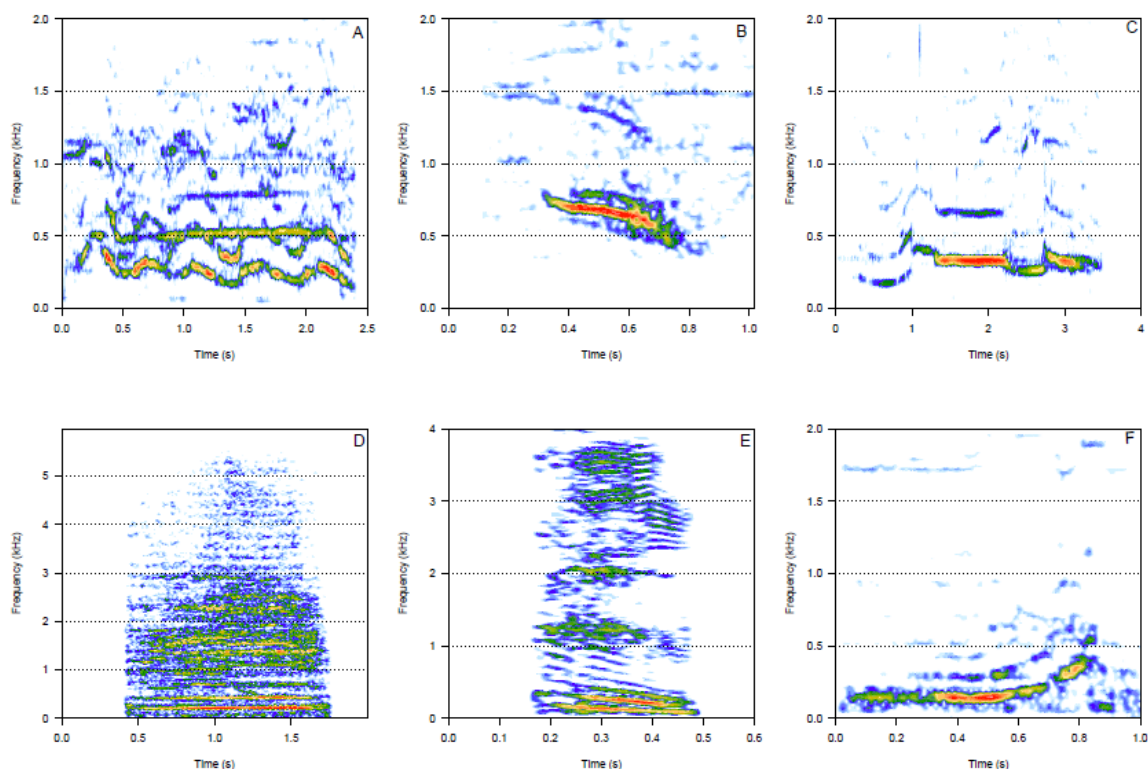 A
Frequency (kHz)
2.0
1.5
1.0
0.5
0.0
0.0 0.5 1.0 1.5 2.0 2.5
Time (s)
B
Frequency (kHz)
2.0
1.5
1.0
0.5
0.0
0.0 0.2 0.4 0.6 0.8 1.0
Time (s)
C
Frequency (kHz)
2.0
1.5
1.0
0.5
0.0
0 1 2 3 4
Time (s)
D
Frequency (kHz)
5
4
3
2
1
0
0.0 0.5 1.0 1.5
Time (s)
E
Frequency (kHz)
4
3
2
1
0
0.0 0.1 0.2 0.3 0.4 0.5 0.6
Time (s)
F
Frequency (kHz)
2.0
1.5
1.0
0.5
0.0
0.0 0.2 0.4 0.6 0.8 1.0
Time (s)